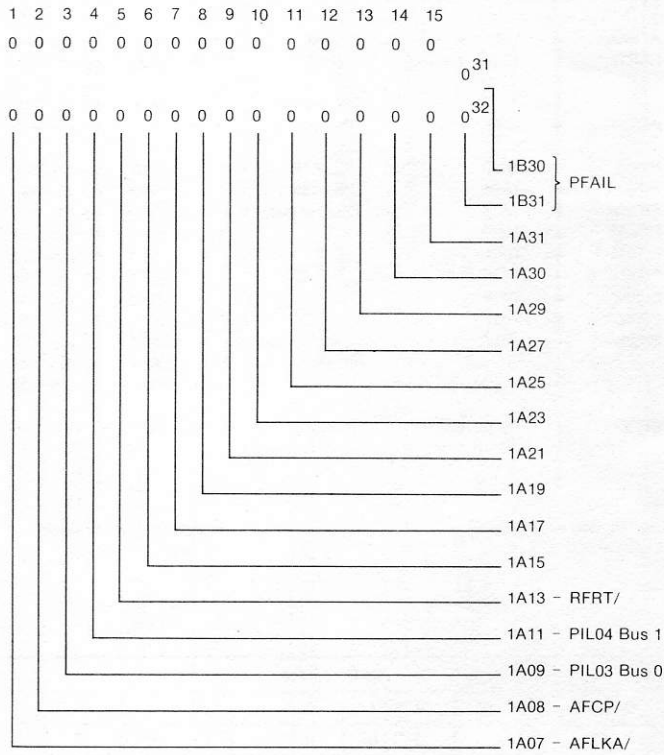 1 2 3 4 5 6 7 8 9 10 11 12 13 14 15
0 0 0 0 0 0 0 0 0 0 0 0 0 0 0
0 31
0 0 0 0 0 0 0 0 0 0 0 0 0 0 0 0 32
1B30
PFAIL
1B31
1A31
1A30
1A29
1A27
1A25
1A23
1A21
1A19
1A17
1A15
1A13 - RFRT/
1A11 - PIL04 Bus 1
1A09 - PIL03 Bus 0
1A08 - AFCP/
1A07 - AFLKA/